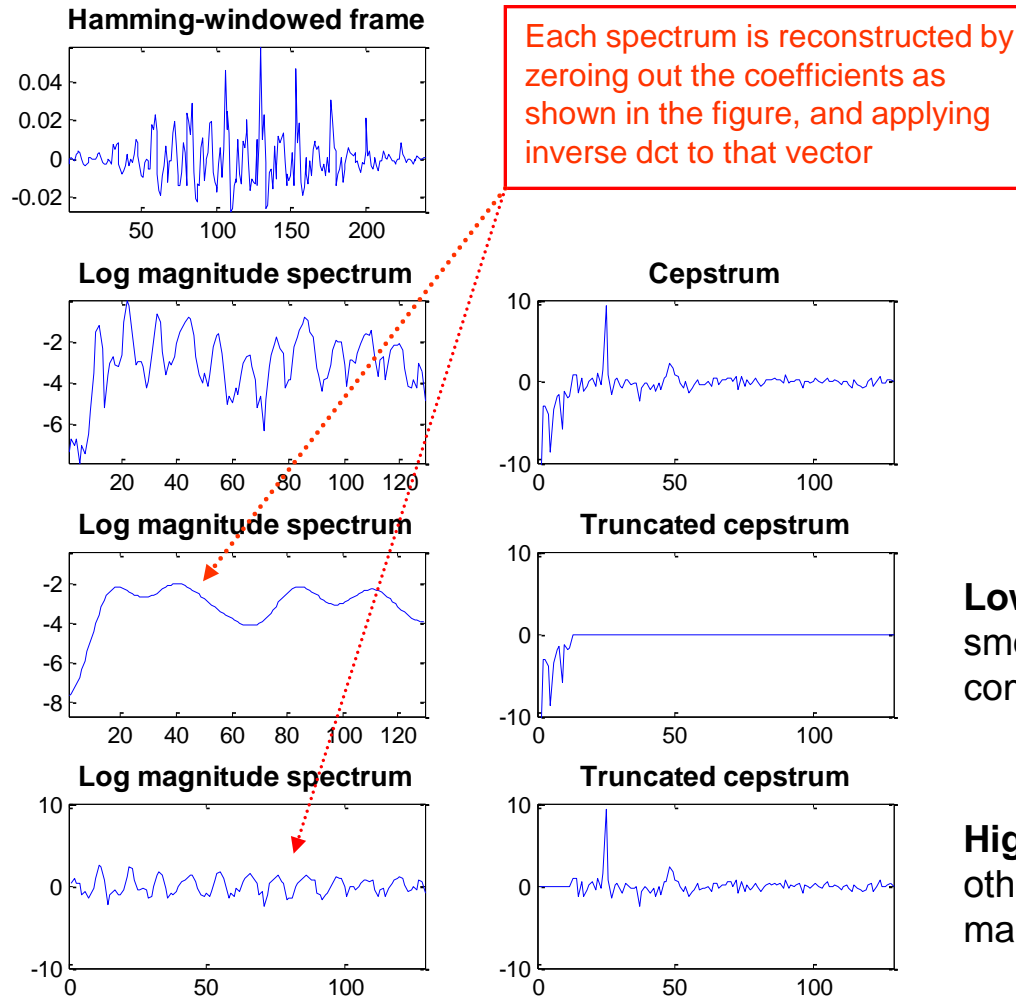 Hamming-windowed frame
Each spectrum is reconstructed by
zeroing out the coefficients as
shown in the figure, and applying
inverse dct to that vector
0.04
0.02
0
-0.02
50 100 150 200
Log magnitude spectrum
-2
-4
-6
20 40 60 80 100 120
Cepstrum
10
0
-10
0 50 100
Log magnitude spectrum
-2
-4
-6
-8
20 40 60 80 100 120
Truncated cepstrum
10
0
-10
0 50 100
Log magnitude spectrum
10
0
-10
0 50 100
Truncated cepstrum
10
0
-10
0 50 100